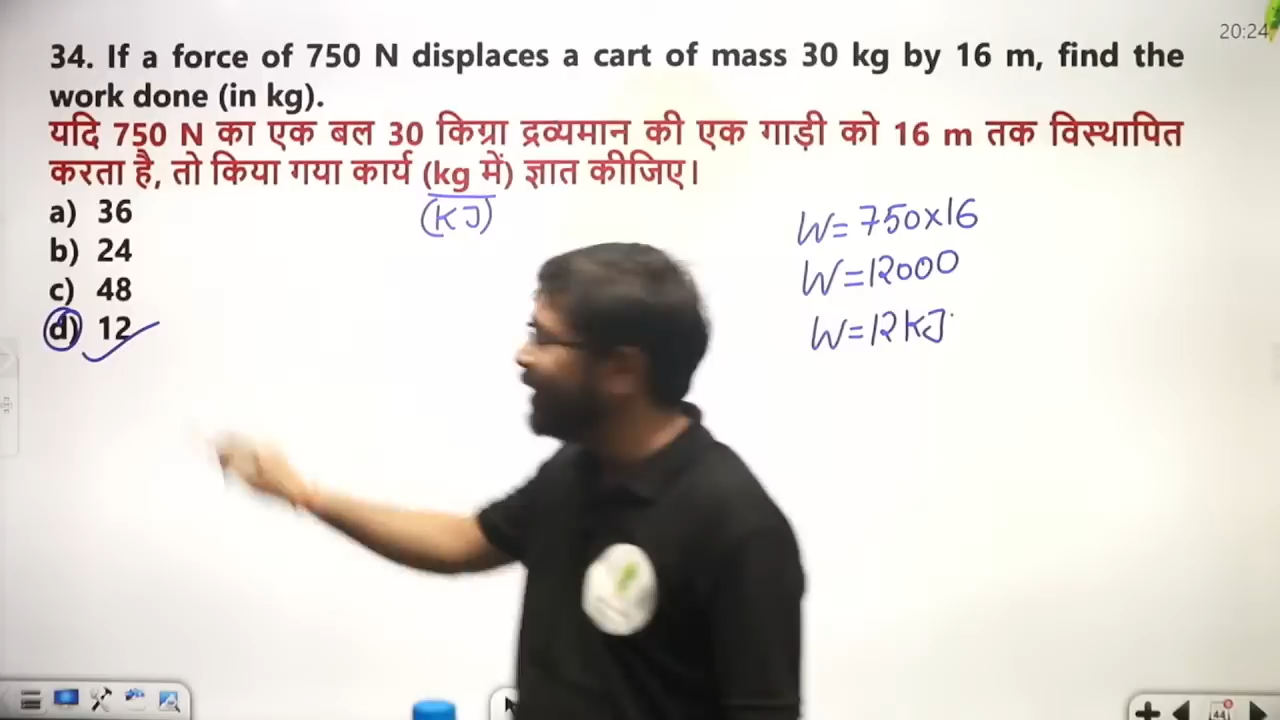 20:24
34. If a force of 750 N displaces a cart of mass 30 kg by 16 m, find the
work done (in kg).
यदि 750 N का एक बल 30 किग्रा द्रव्यमान की एक गाड़ी को 16 m तक विस्थापित
करता है, तो किया गया कार्य (kg में) ज्ञात कीजिए।
(KJ)
a) 36
b) 24
c) 48
d) 12
W=750x16
W=12000
W=12KJ